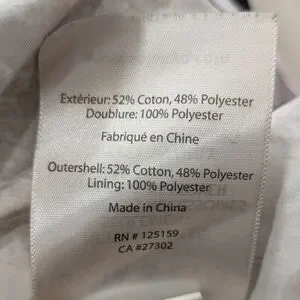 Extérieur: 52% Coton, 48% Polyester
Doublure: 100% Polyester
Fabriqué en Chine
Outershell: 52% Cotton, 48% Polyester
Lining: 100% Polyester
Made in China
RN # 125159
CA #27302